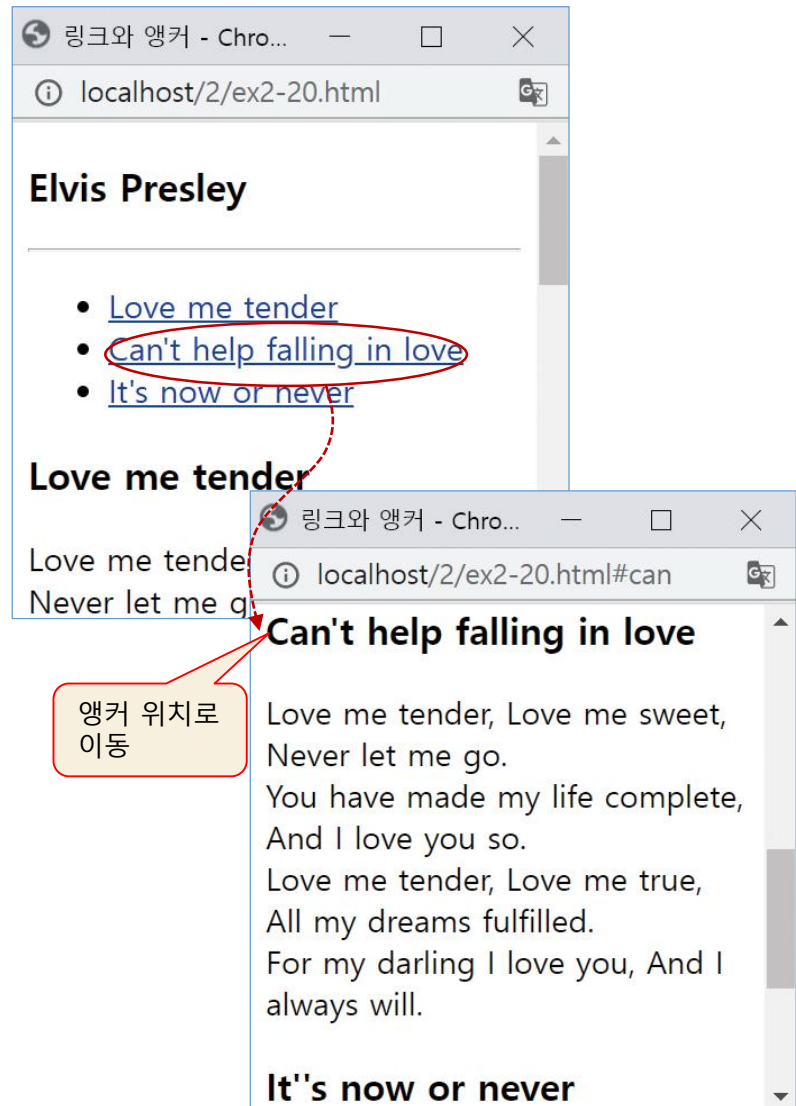 링크와 앵커 - Chro...
localhost/2/ex2-20.html
Elvis Presley
Love me tender
Can't help falling in love
It's now or never
Love me tender
Love me tende
Never let me g
링크와 앵커 - Chro...
localhost/2/ex2-20.html#can
Can't help falling in love
Love me tender, Love me sweet,
Never let me go.
You have made my life complete,
And I love you so.
Love me tender, Love me true,
All my dreams fulfilled.
For my darling I love you, And I
always will.
It''s now or never
앵커 위치로
이동